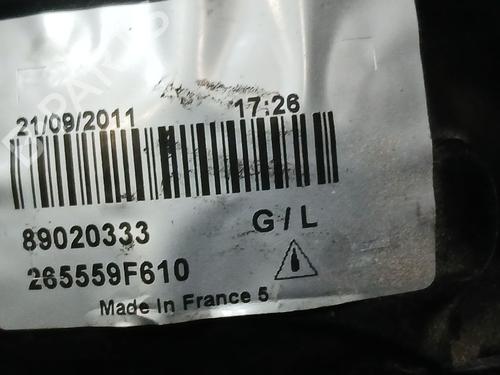 21/09/2011 17:26
89020333 G / L
265559F610
Made In France 5